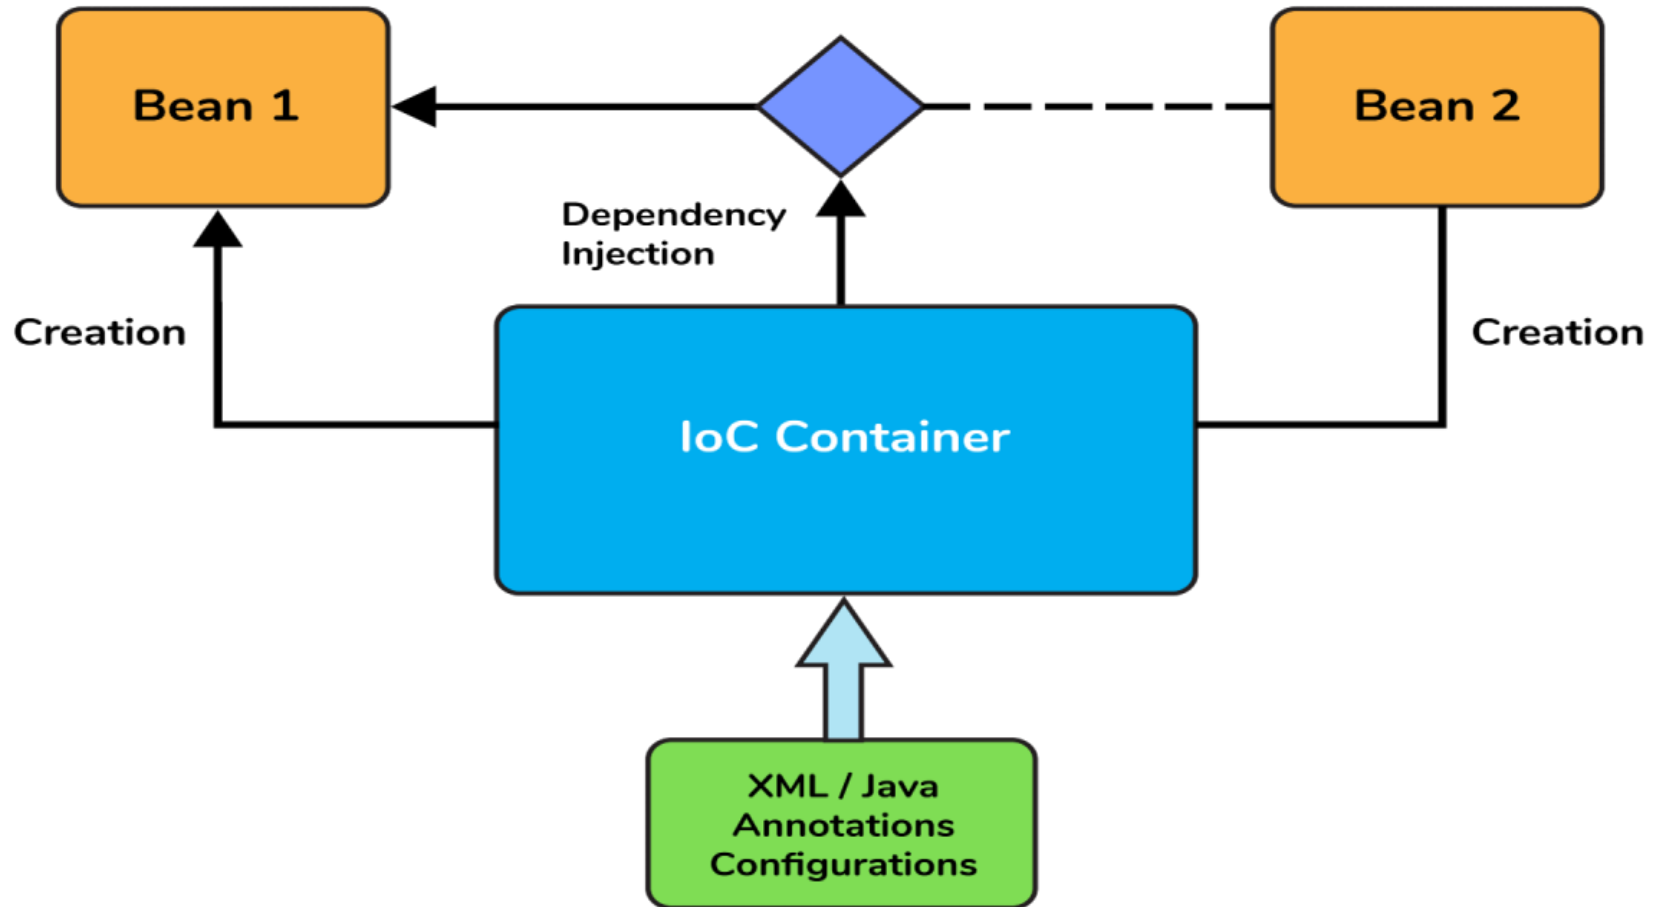 Bean 1
Bean 2
Dependency
Injection
Creation
Creation
IoC Container
XML / Java
Annotations
Configurations